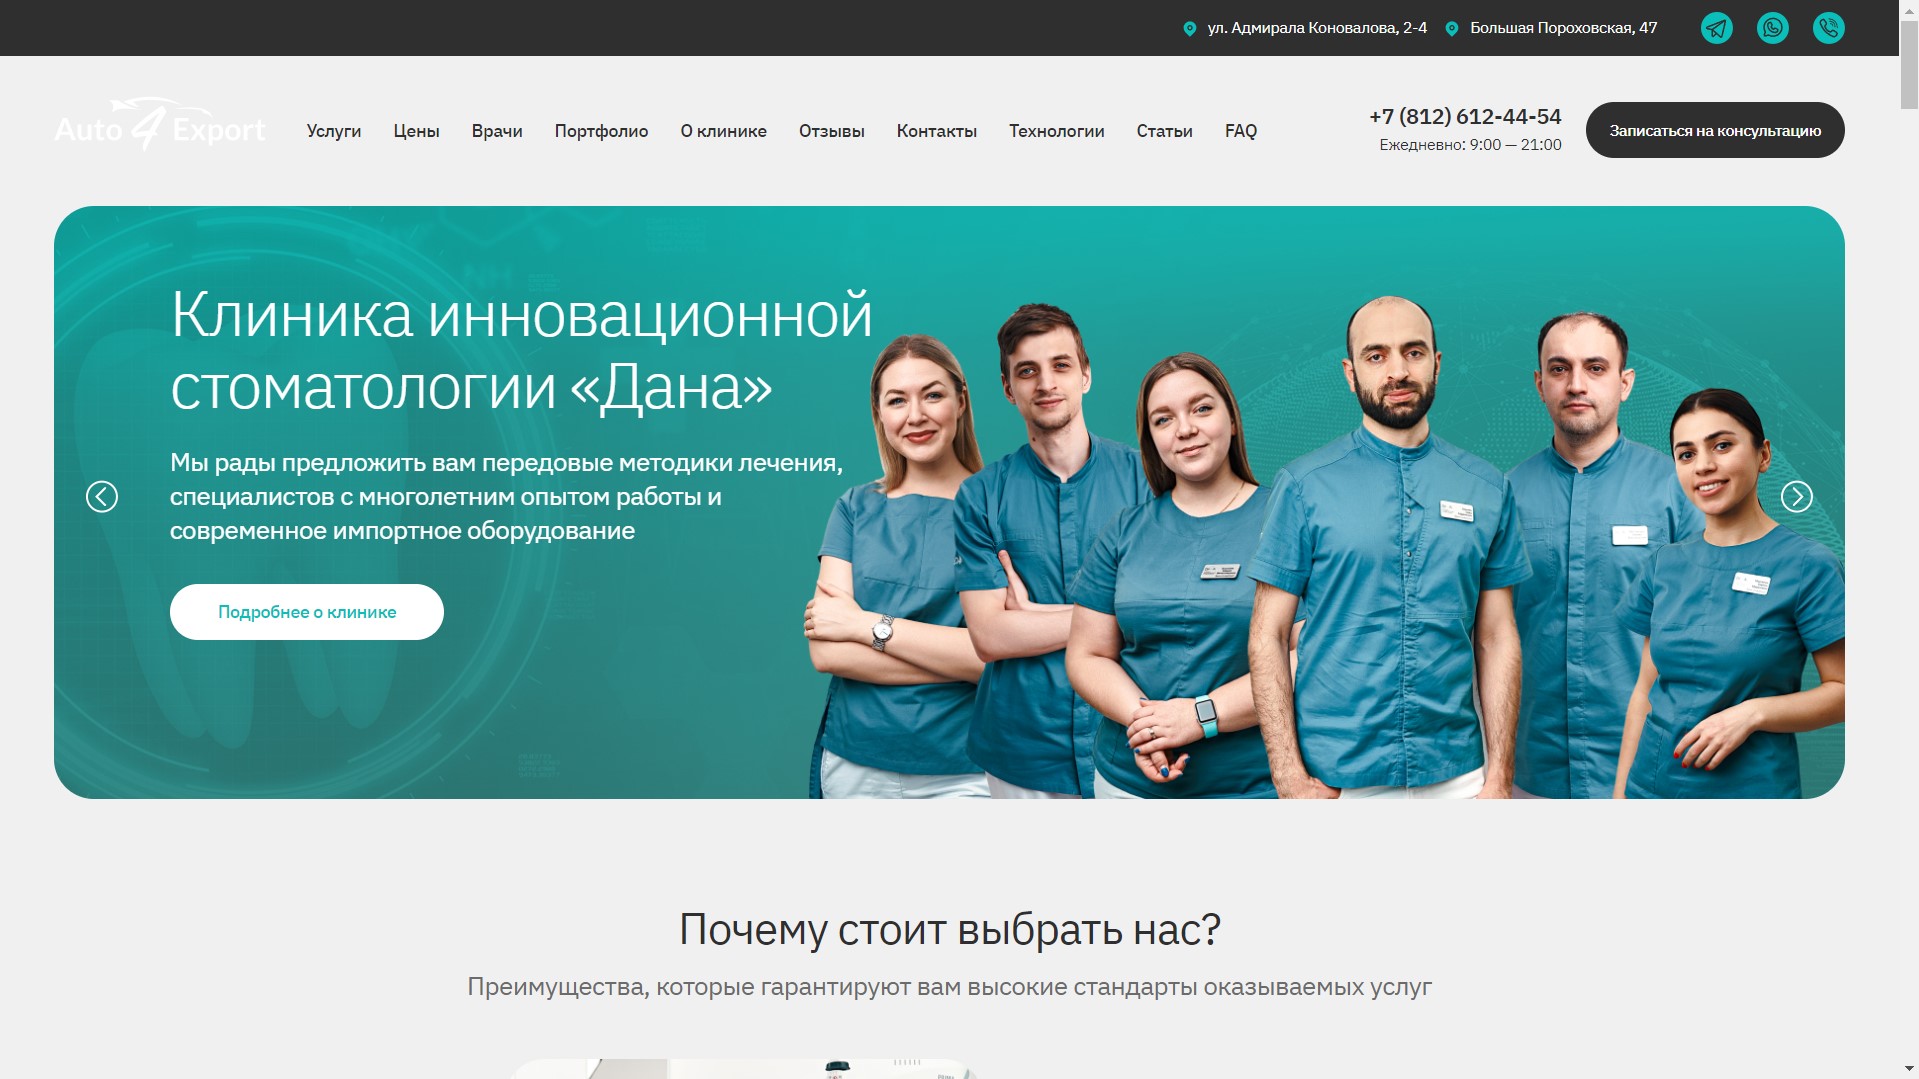 ул. Адмирала Коновалова, 2-4
Большая Пороховская, 47
Auto 4 Export
Услуги
Цены
Врачи
Портфолио
О клинике
Отзывы
Контакты
Технологии
Статьи
FAQ
+7 (812) 612-44-54
Ежедневно: 9:00 — 21:00
Записаться на консультацию
Клиника инновационной
стоматологии «Дана»
Мы рады предложить вам передовые методики лечения,
специалистов с многолетним опытом работы и
современное импортное оборудование
Подробнее о клинике
Почему стоит выбрать нас?
Преимущества, которые гарантируют вам высокие стандарты оказываемых услуг